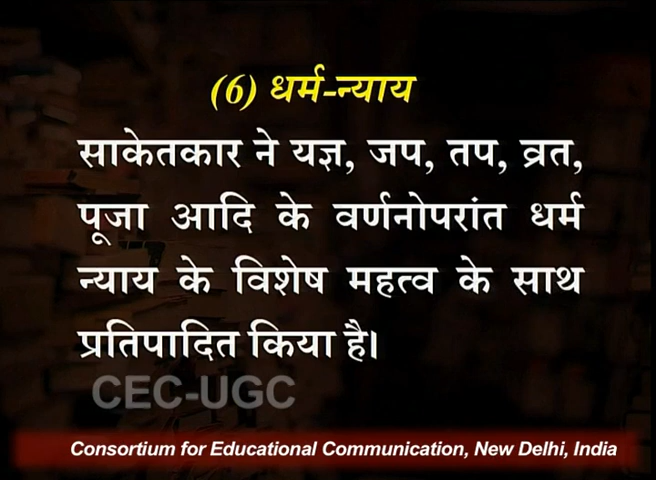 (6) धर्म-न्याय
साकेतकार ने यज्ञ, जप, तप, व्रत,
पूजा आदि के वर्णनोपरांत धर्म
न्याय के विशेष महत्व के साथ
प्रतिपादित किया है।
CEC-UGC
Consortium for Educational Communication, New Delhi, India